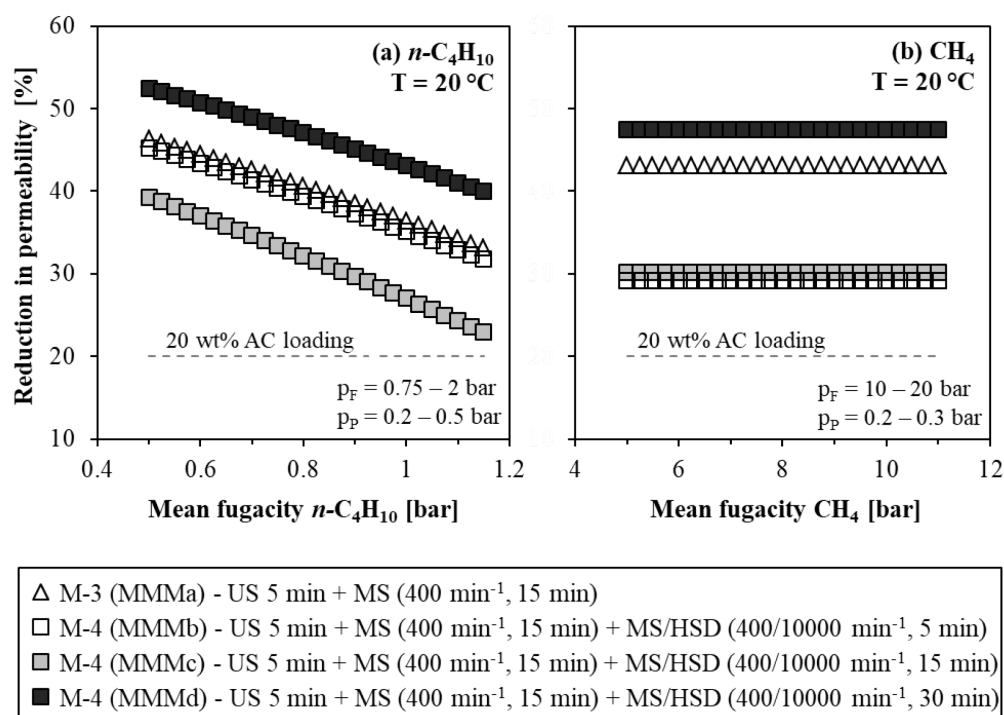 Reduction in permeability [%]
60
50
40
30
20
10
(a) n-C₄H₁₀
T = 20 °C
20 wt% AC loading
p_F = 0.75 – 2 bar
p_P = 0.2 – 0.5 bar
0.4 0.6 0.8 1 1.2
Mean fugacity n-C₄H₁₀ [bar]
(b) CH₄
T = 20 °C
20 wt% AC loading
p_F = 10 – 20 bar
p_P = 0.2 – 0.3 bar
4 6 8 10 12
Mean fugacity CH₄ [bar]
M-3 (MMMa) - US 5 min + MS (400 min⁻¹, 15 min)
M-4 (MMMb) - US 5 min + MS (400 min⁻¹, 15 min) + MS/HSD (400/10000 min⁻¹, 5 min)
M-4 (MMMc) - US 5 min + MS (400 min⁻¹, 15 min) + MS/HSD (400/10000 min⁻¹, 15 min)
M-4 (MMMd) - US 5 min + MS (400 min⁻¹, 15 min) + MS/HSD (400/10000 min⁻¹, 30 min)